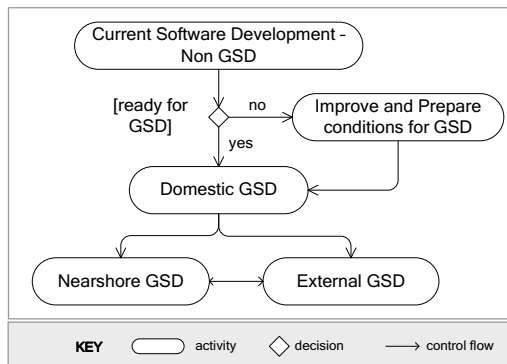 Current Software Development -
Non GSD
[ready for
GSD]
no
yes
Improve and Prepare
conditions for GSD
Domestic GSD
Nearshore GSD
External GSD
KEY
activity
decision
control flow